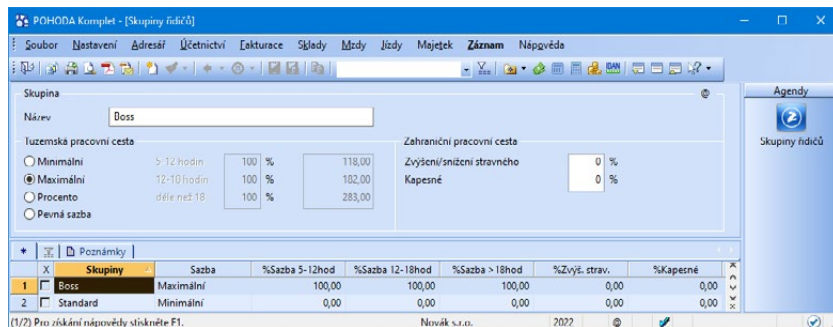 POHODA Komplet - [Skupiny řidičů]
Soubor Nastavení Adresář Účetnictví Fakturace Sklady Mzdy Jízdy Majetek Záznam Nápověda
Skupina @ Agendy
Název Boss
Skupiny řidičů
Tuzemská pracovní cesta Zahraniční pracovní cesta
Minimální 5-12 hodin 100 % 118,00 Zvýšení/snížení stravného 0 %
Maximální 12-18 hodin 100 % 182,00 Kapesné 0 %
Procento déle než 18 100 % 283,00
Pevná sazba
* Poznámky
X Skupiny Sazba %Sazba 5-12hod %Sazba 12-18hod %Sazba > 18hod %Zvýš. strav. %Kapesné
1 Boss Maximální 100,00 100,00 100,00 0,00 0,00
2 Standard Minimální 0,00 0,00 0,00 0,00 0,00
(1/2) Pro získání nápovědy stiskněte F1. Novák s.r.o. 2022 @